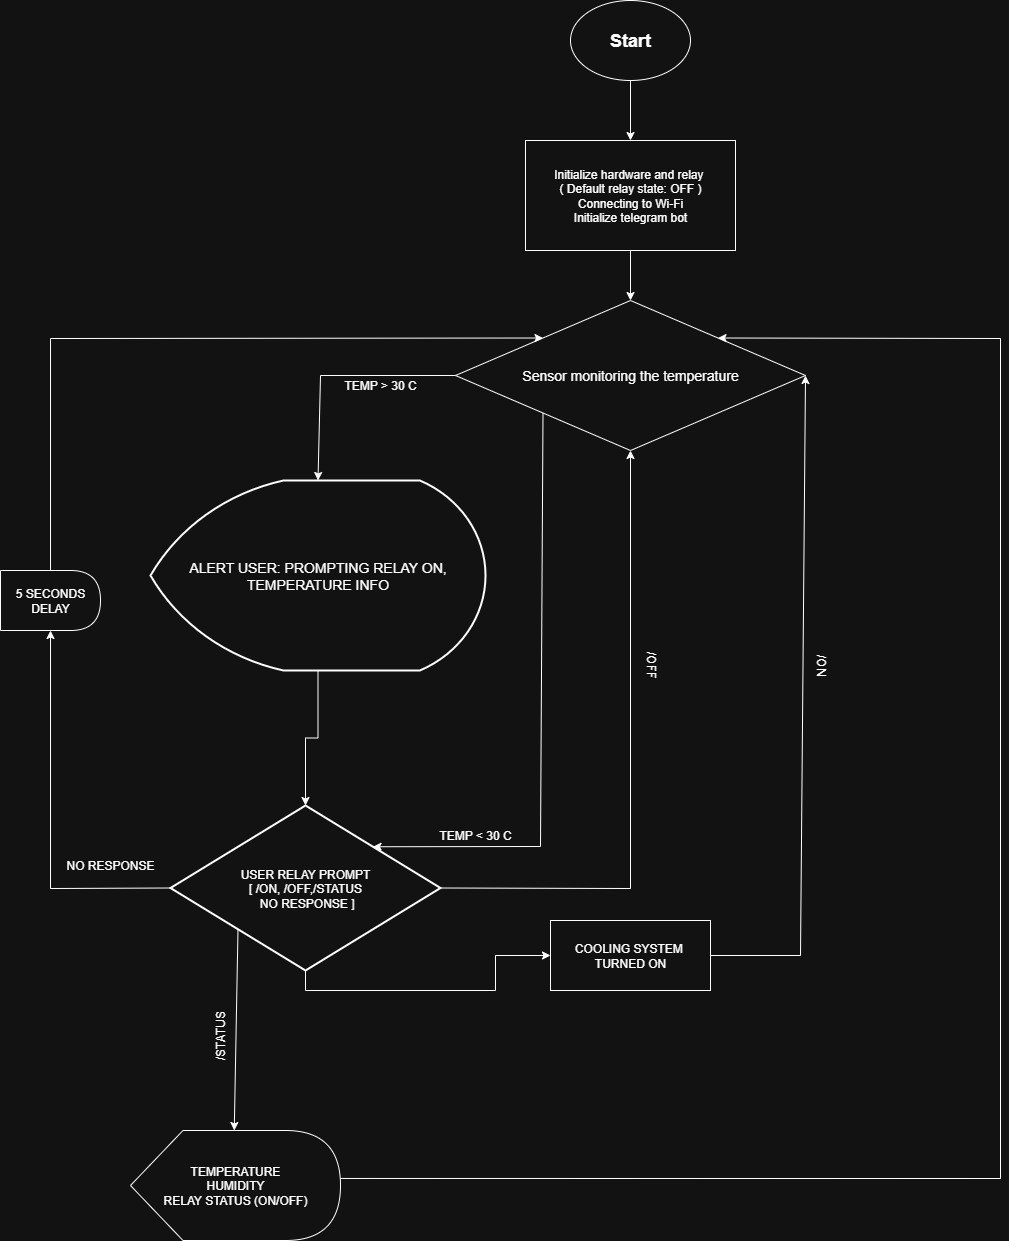 Start
Initialize hardware and relay
( Default relay state: OFF )
Connecting to Wi-Fi
Initialize telegram bot
Sensor monitoring the temperature
TEMP > 30 C
ALERT USER: PROMPTING RELAY ON,
TEMPERATURE INFO
5 SECONDS
DELAY
/OFF
/ON
TEMP < 30 C
NO RESPONSE
USER RELAY PROMPT
[ /ON, /OFF,/STATUS
NO RESPONSE ]
COOLING SYSTEM
TURNED ON
/STATUS
TEMPERATURE
HUMIDITY
RELAY STATUS (ON/OFF)